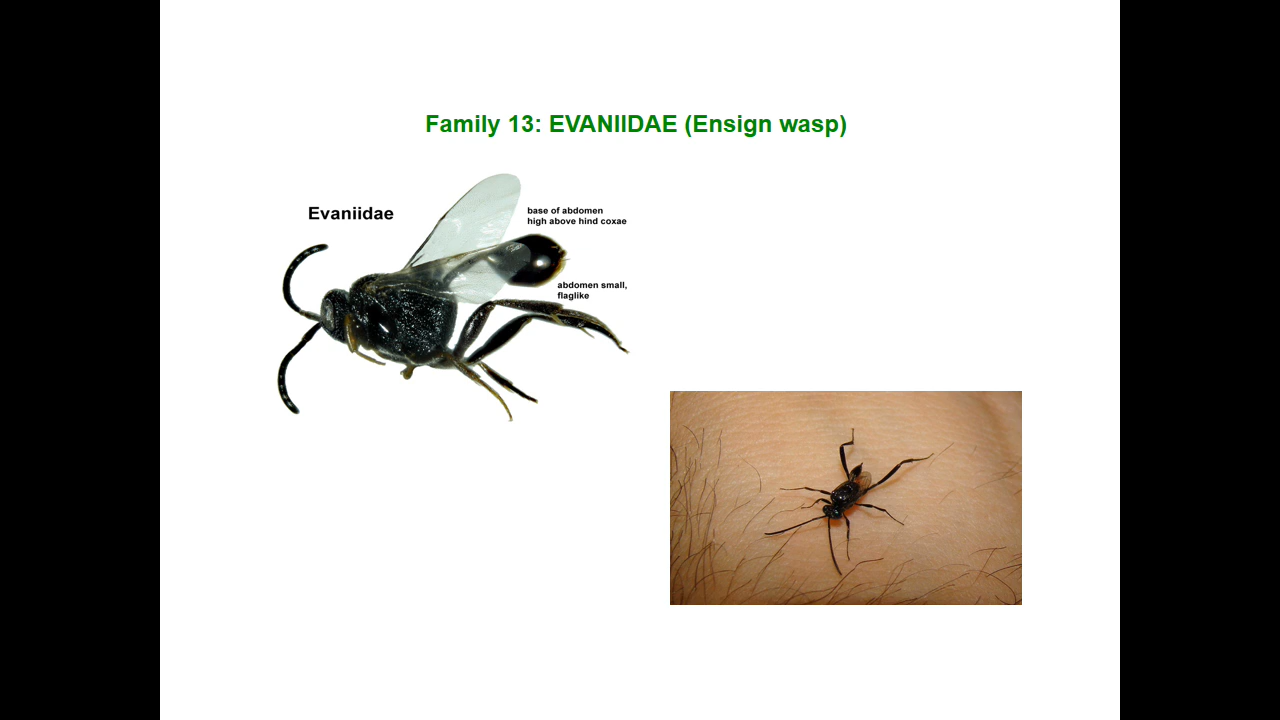 Family 13: EVANIIDAE (Ensign wasp)
Evaniidae
base of abdomen
high above hind coxae
abdomen small,
flaglike